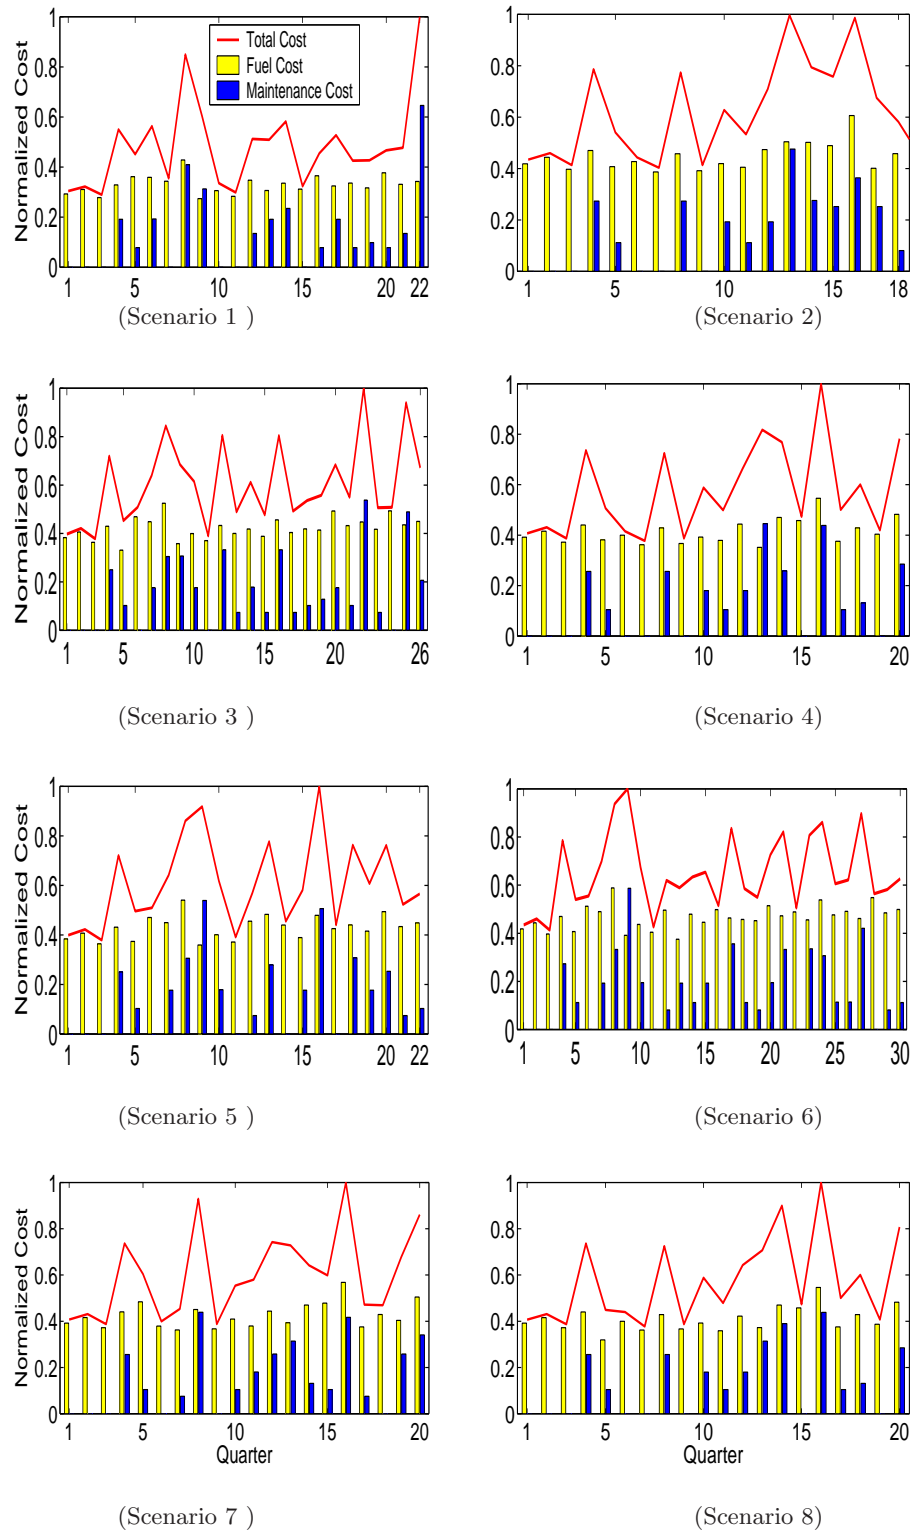 Normalized Cost
1
0.8
0.6
0.4
0.2
0
Total Cost
Fuel Cost
Maintenance Cost
1 5 10 15 20 22
(Scenario 1 )
1
0.8
0.6
0.4
0.2
0
1 5 10 15 18
(Scenario 2)
Normalized Cost
1
0.8
0.6
0.4
0.2
0
1 5 10 15 20 26
(Scenario 3 )
1
0.8
0.6
0.4
0.2
0
1 5 10 15 20
(Scenario 4)
Normalized Cost
1
0.8
0.6
0.4
0.2
0
1 5 10 15 20 22
(Scenario 5 )
1
0.8
0.6
0.4
0.2
0
1 5 10 15 20 25 30
(Scenario 6)
Normalized Cost
1
0.8
0.6
0.4
0.2
0
1 5 10 15 20
Quarter
(Scenario 7 )
1
0.8
0.6
0.4
0.2
0
1 5 10 15 20
Quarter
(Scenario 8)